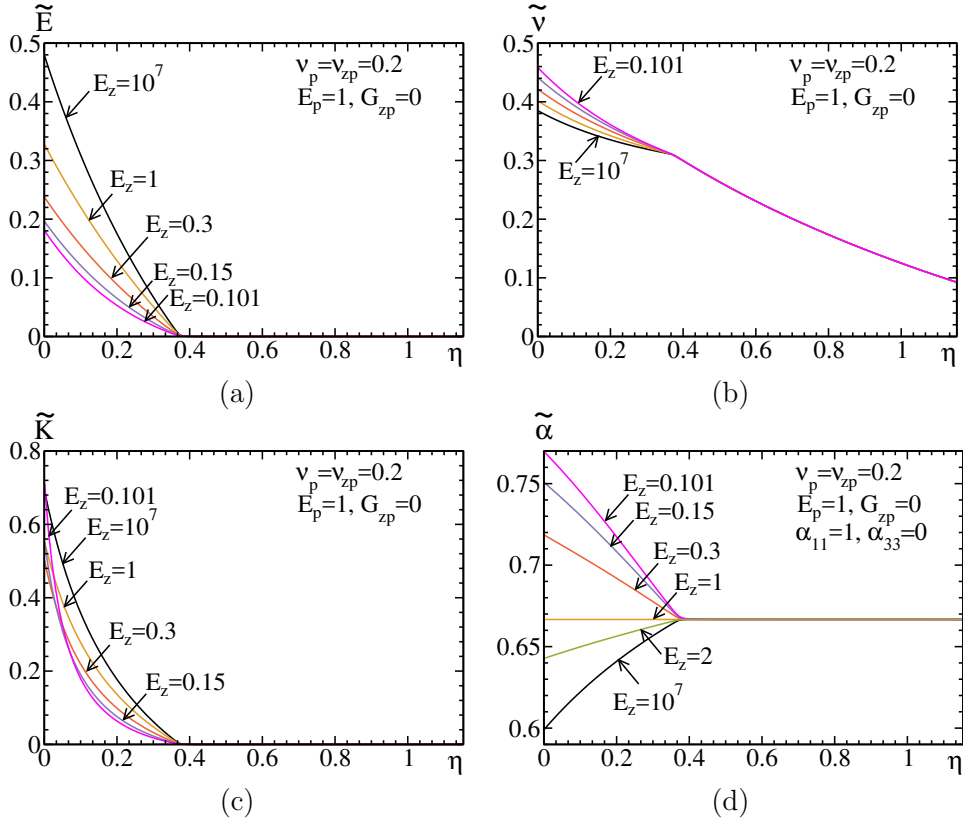 Ẽ
0.5
0.4
0.3
0.2
0.1
0
0 0.2 0.4 0.6 0.8 1 η
E_z=10^7
E_z=1
E_z=0.3
E_z=0.15
E_z=0.101
ν_p=ν_zp=0.2
E_p=1, G_zp=0
(a)
ν̃
0.5
0.4
0.3
0.2
0.1
0
0 0.2 0.4 0.6 0.8 1 η
E_z=0.101
E_z=10^7
ν_p=ν_zp=0.2
E_p=1, G_zp=0
(b)
K̃
0.8
0.6
0.4
0.2
0
0 0.2 0.4 0.6 0.8 1 η
E_z=0.101
E_z=10^7
E_z=1
E_z=0.3
E_z=0.15
ν_p=ν_zp=0.2
E_p=1, G_zp=0
(c)
α̃
0.75
0.7
0.65
0.6
0 0.2 0.4 0.6 0.8 1 η
E_z=0.101
E_z=0.15
E_z=0.3
E_z=1
E_z=2
E_z=10^7
ν_p=ν_zp=0.2
E_p=1, G_zp=0
α_11=1, α_33=0
(d)